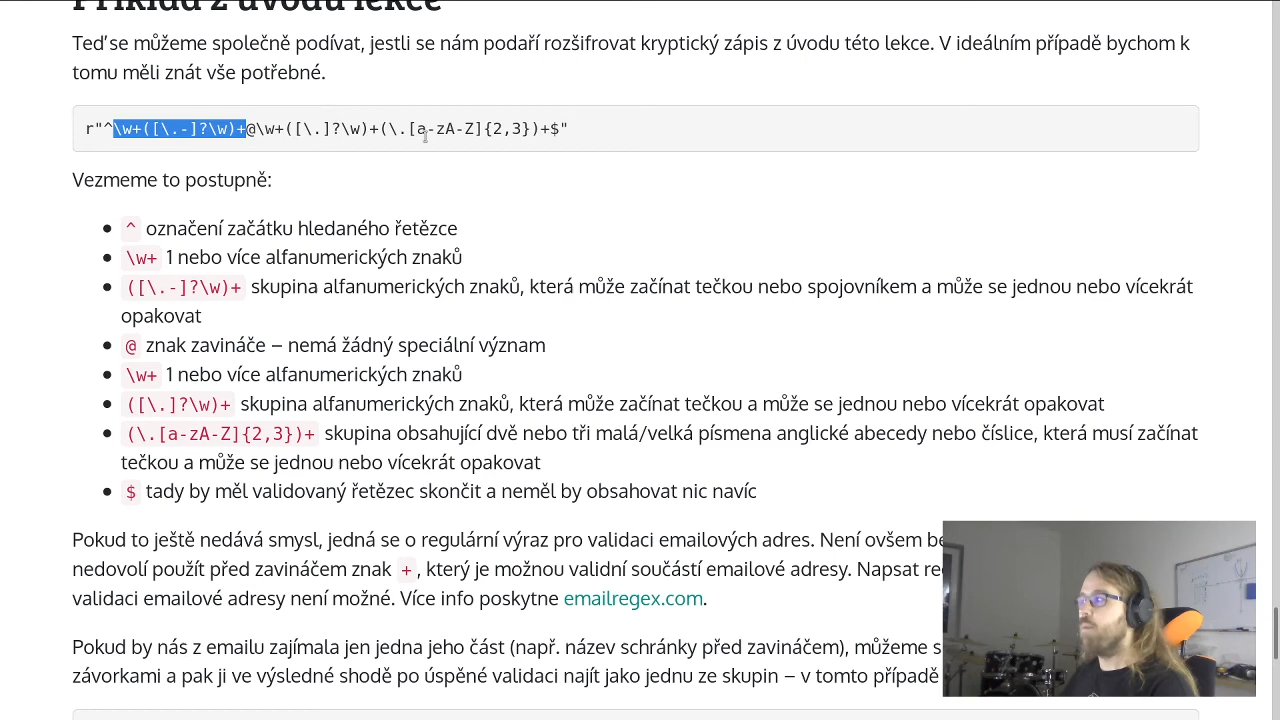 Příklad z úvodu lekce
Teď se můžeme společně podívat, jestli se nám podaří rozšifrovat kryptický zápis z úvodu této lekce. V ideálním případě bychom k
tomu měli znát vše potřebné.
r"^\w+([\.-]?\w)+@\w+([\.]?\w)+(\.[a-zA-Z]{2,3})+$"
Vezmeme to postupně:
^ označení začátku hledaného řetězce
\w+ 1 nebo více alfanumerických znaků
([\.-]?\w)+ skupina alfanumerických znaků, která může začínat tečkou nebo spojovníkem a může se jednou nebo vícekrát
opakovat
@ znak zavináče – nemá žádný speciální význam
\w+ 1 nebo více alfanumerických znaků
([\.]?\w)+ skupina alfanumerických znaků, která může začínat tečkou a může se jednou nebo vícekrát opakovat
(\.[a-zA-Z]{2,3})+ skupina obsahující dvě nebo tři malá/velká písmena anglické abecedy nebo číslice, která musí začínat
tečkou a může se jednou nebo vícekrát opakovat
$ tady by měl validovaný řetězec skončit a neměl by obsahovat nic navíc
Pokud to ještě nedává smysl, jedná se o regulární výraz pro validaci emailových adres. Není ovšem
nedovolí použít před zavináčem znak +, který je možnou validní součástí emailové adresy. Napsat
validaci emailové adresy není možné. Více info poskytne emailregex.com.
Pokud by nás z emailu zajímala jen jedna jeho část (např. název schránky před zavináčem), můžeme
závorkami a pak ji ve výsledné shodě po úspěné validaci najít jako jednu ze skupin – v tomto případě